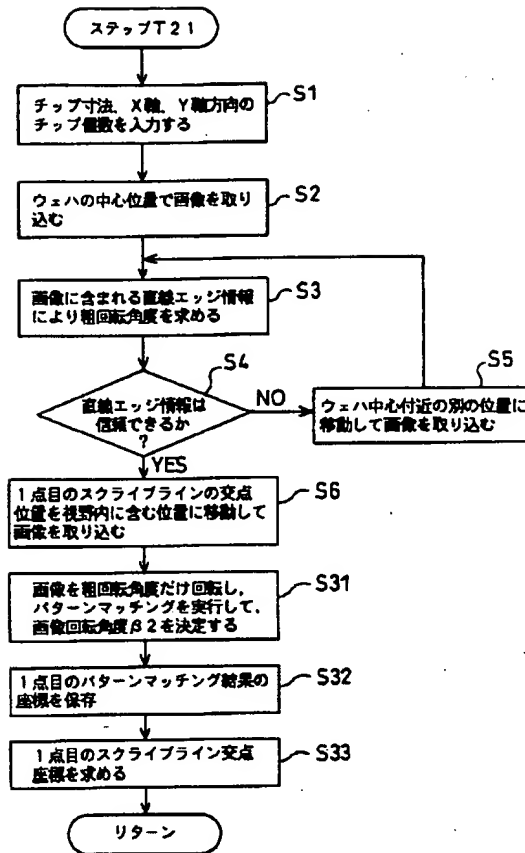 ステップT21
S1
チップ寸法、X軸、Y軸方向の
チップ個数を入力する
S2
ウェハの中心位置で画像を取り
込む
S3
画像に含まれる直線エッジ情報
により粗回転角度を求める
S4
直線エッジ情報は
信頼できるか
?
NO
S5
ウェハ中心付近の別の位置に
移動して画像を取り込む
YES
S6
1点目のスクライブラインの交点
位置を視野内に含む位置に移動して
画像を取り込む
S31
画像を粗回転角度だけ回転し、
パターンマッチングを実行して、
画像回転角度β2を決定する
S32
1点目のパターンマッチング結果の
座標を保存
S33
1点目のスクライブライン交点
座標を求める
リターン